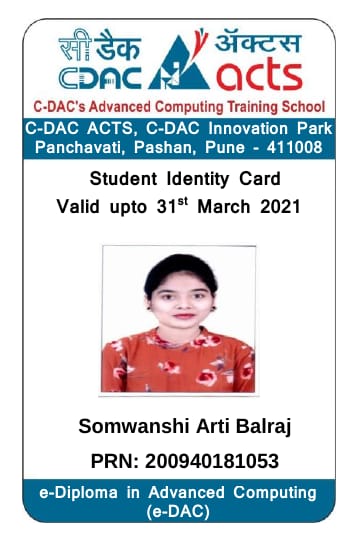 सी डैक ऍक्टस
CDAC acts
C-DAC's Advanced Computing Training School
C-DAC ACTS, C-DAC Innovation Park
Panchavati, Pashan, Pune - 411008
Student Identity Card
Valid upto 31st March 2021
Somwanshi Arti Balraj
PRN: 200940181053
e-Diploma in Advanced Computing
(e-DAC)